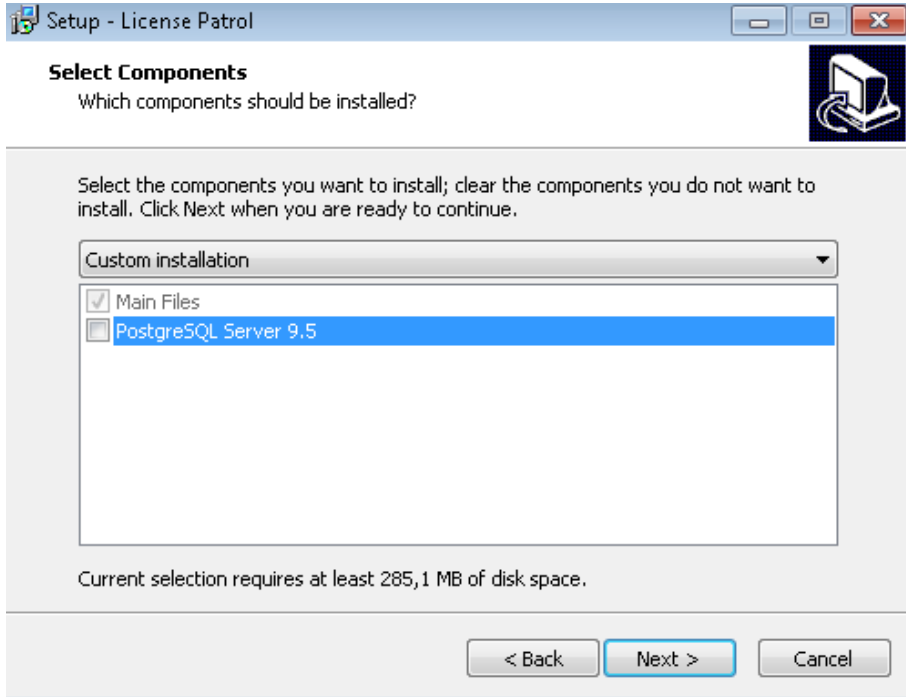 Setup - License Patrol
Select Components
Which components should be installed?
Select the components you want to install; clear the components you do not want to
install. Click Next when you are ready to continue.
Custom installation
Main Files
PostgreSQL Server 9.5
Current selection requires at least 285,1 MB of disk space.
< Back
Next >
Cancel